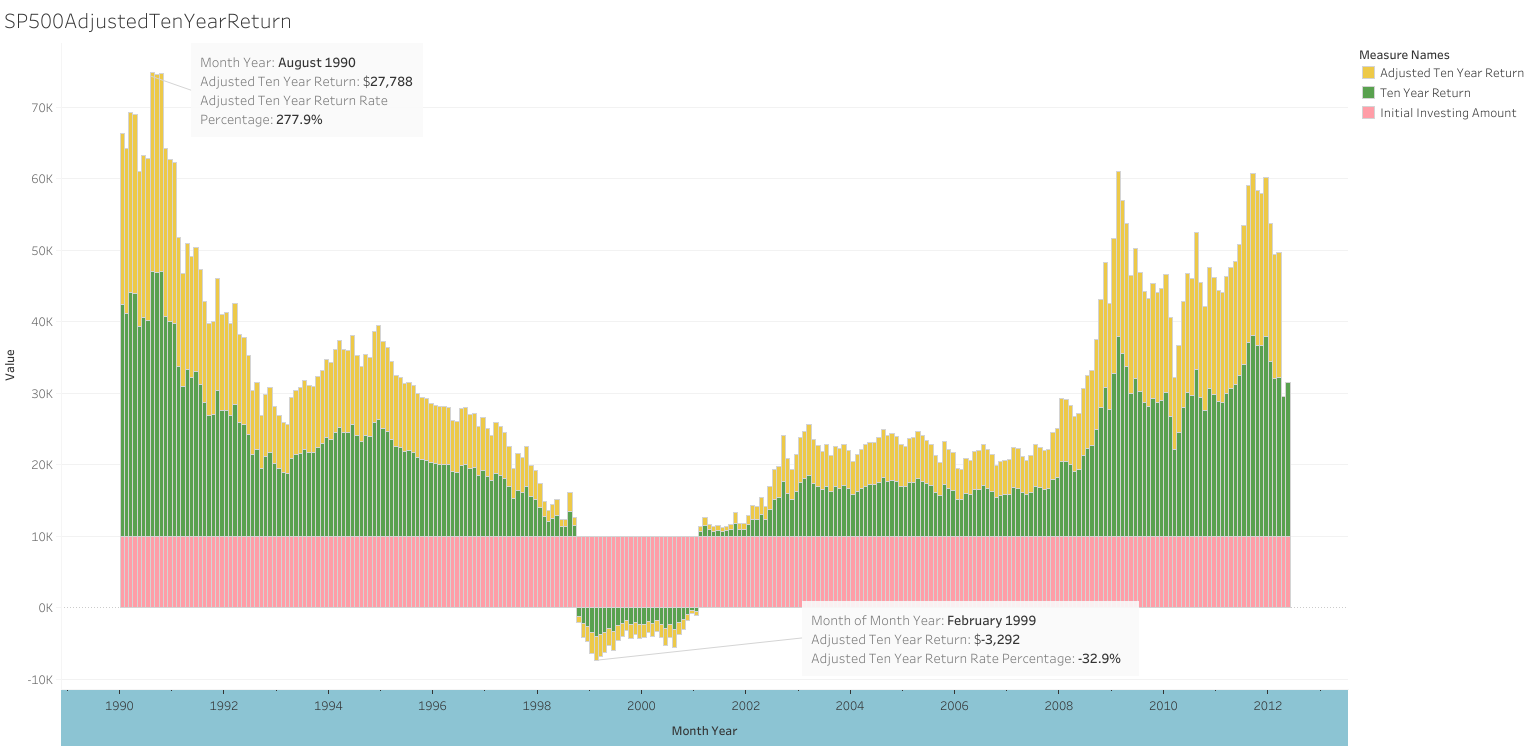 SP500AdjustedTenYearReturn
Month Year: August 1990
Adjusted Ten Year Return: $27,788
Adjusted Ten Year Return Rate
Percentage: 277.9%
Measure Names
Adjusted Ten Year Return
Ten Year Return
Initial Investing Amount
Value
70K
60K
50K
40K
30K
20K
10K
0K
-10K
Month of Month Year: February 1999
Adjusted Ten Year Return: $-3,292
Adjusted Ten Year Return Rate Percentage: -32.9%
1990 1992 1994 1996 1998 2000 2002 2004 2006 2008 2010 2012
Month Year